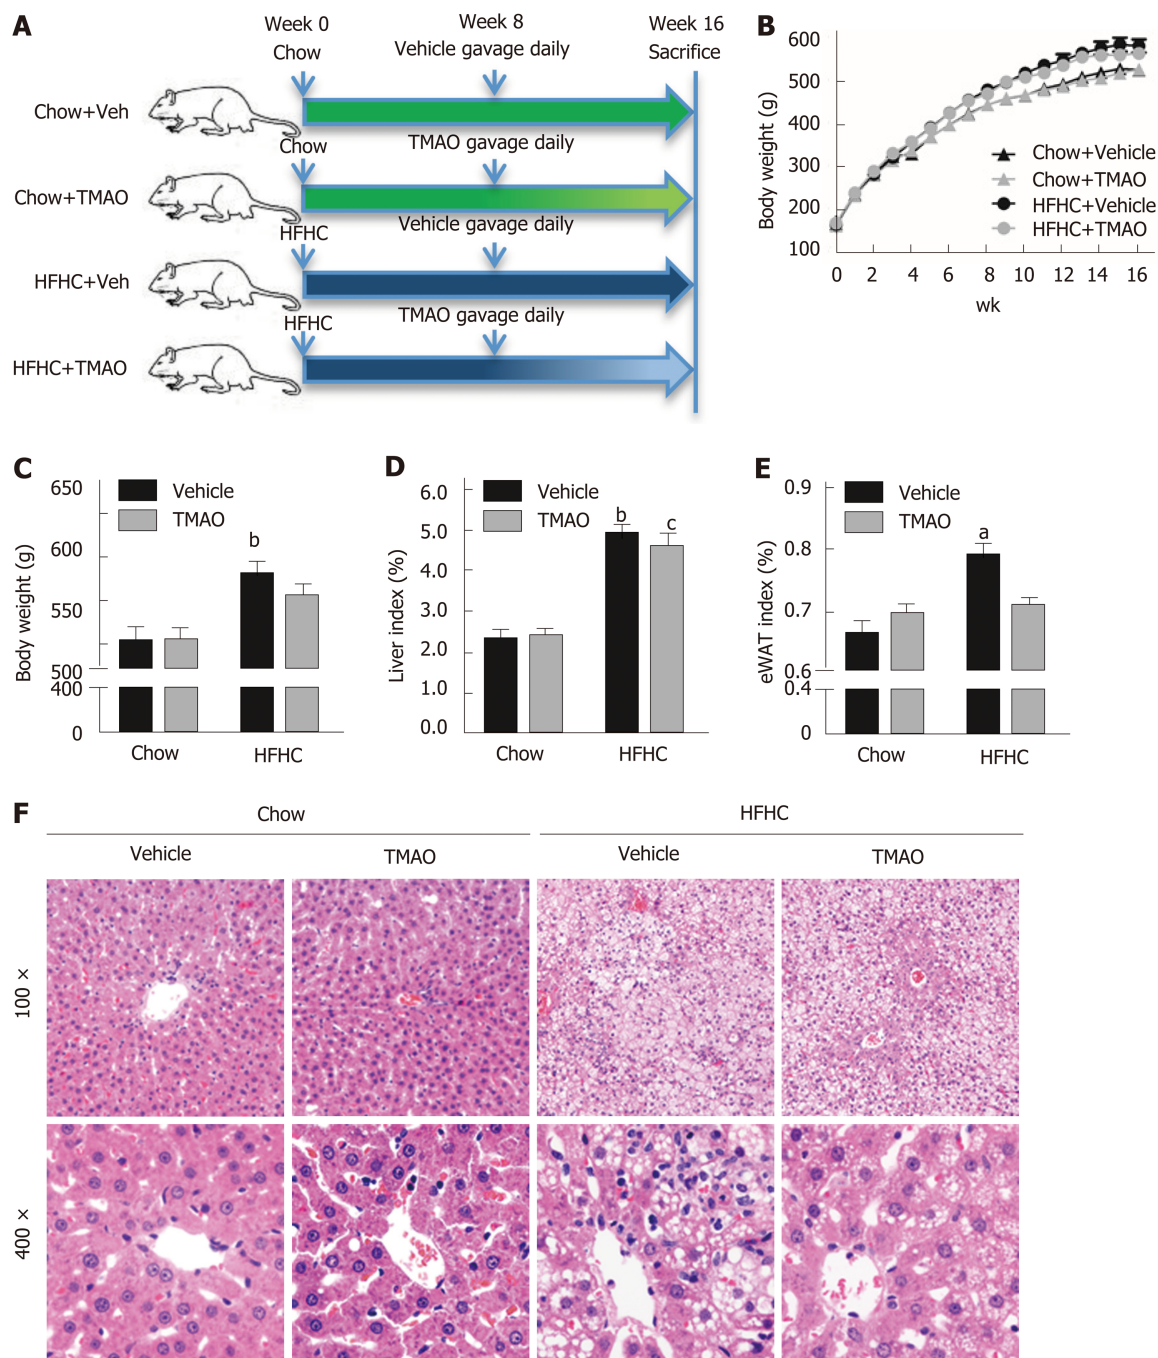 A
Week 0
Week 8
Week 16
Chow
Vehicle gavage daily
Sacrifice
Chow+Veh
Chow
TMAO gavage daily
Chow+TMAO
HFHC
Vehicle gavage daily
HFHC+Veh
HFHC
TMAO gavage daily
HFHC+TMAO
B
Body weight (g)
600
500
400
300
200
100
Chow+Vehicle
Chow+TMAO
HFHC+Vehicle
HFHC+TMAO
0 2 4 6 8 10 12 14 16
wk
C
Body weight (g)
650
600
550
500
400
0
Vehicle
TMAO
b
Chow
HFHC
D
Liver index (%)
6.0
5.0
4.0
3.0
2.0
1.0
0.0
Vehicle
TMAO
b
c
Chow
HFHC
E
eWAT index (%)
0.9
0.8
0.7
0.6
0.4
0
Vehicle
TMAO
a
Chow
HFHC
F
Chow
HFHC
Vehicle
TMAO
Vehicle
TMAO
100 ×
400 ×